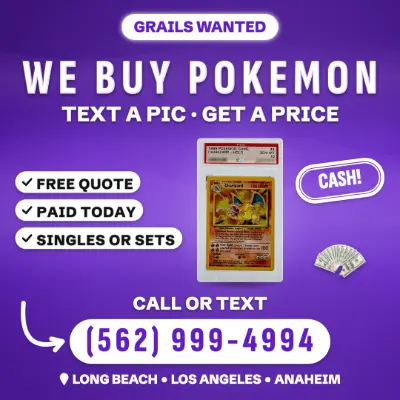 GRAILS WANTED
WE BUY POKEMON
TEXT A PIC • GET A PRICE
CASH!
FREE QUOTE
PAID TODAY
SINGLES OR SETS
Charizard
CALL OR TEXT
(562) 999-4994
LONG BEACH • LOS ANGELES • ANAHEIM